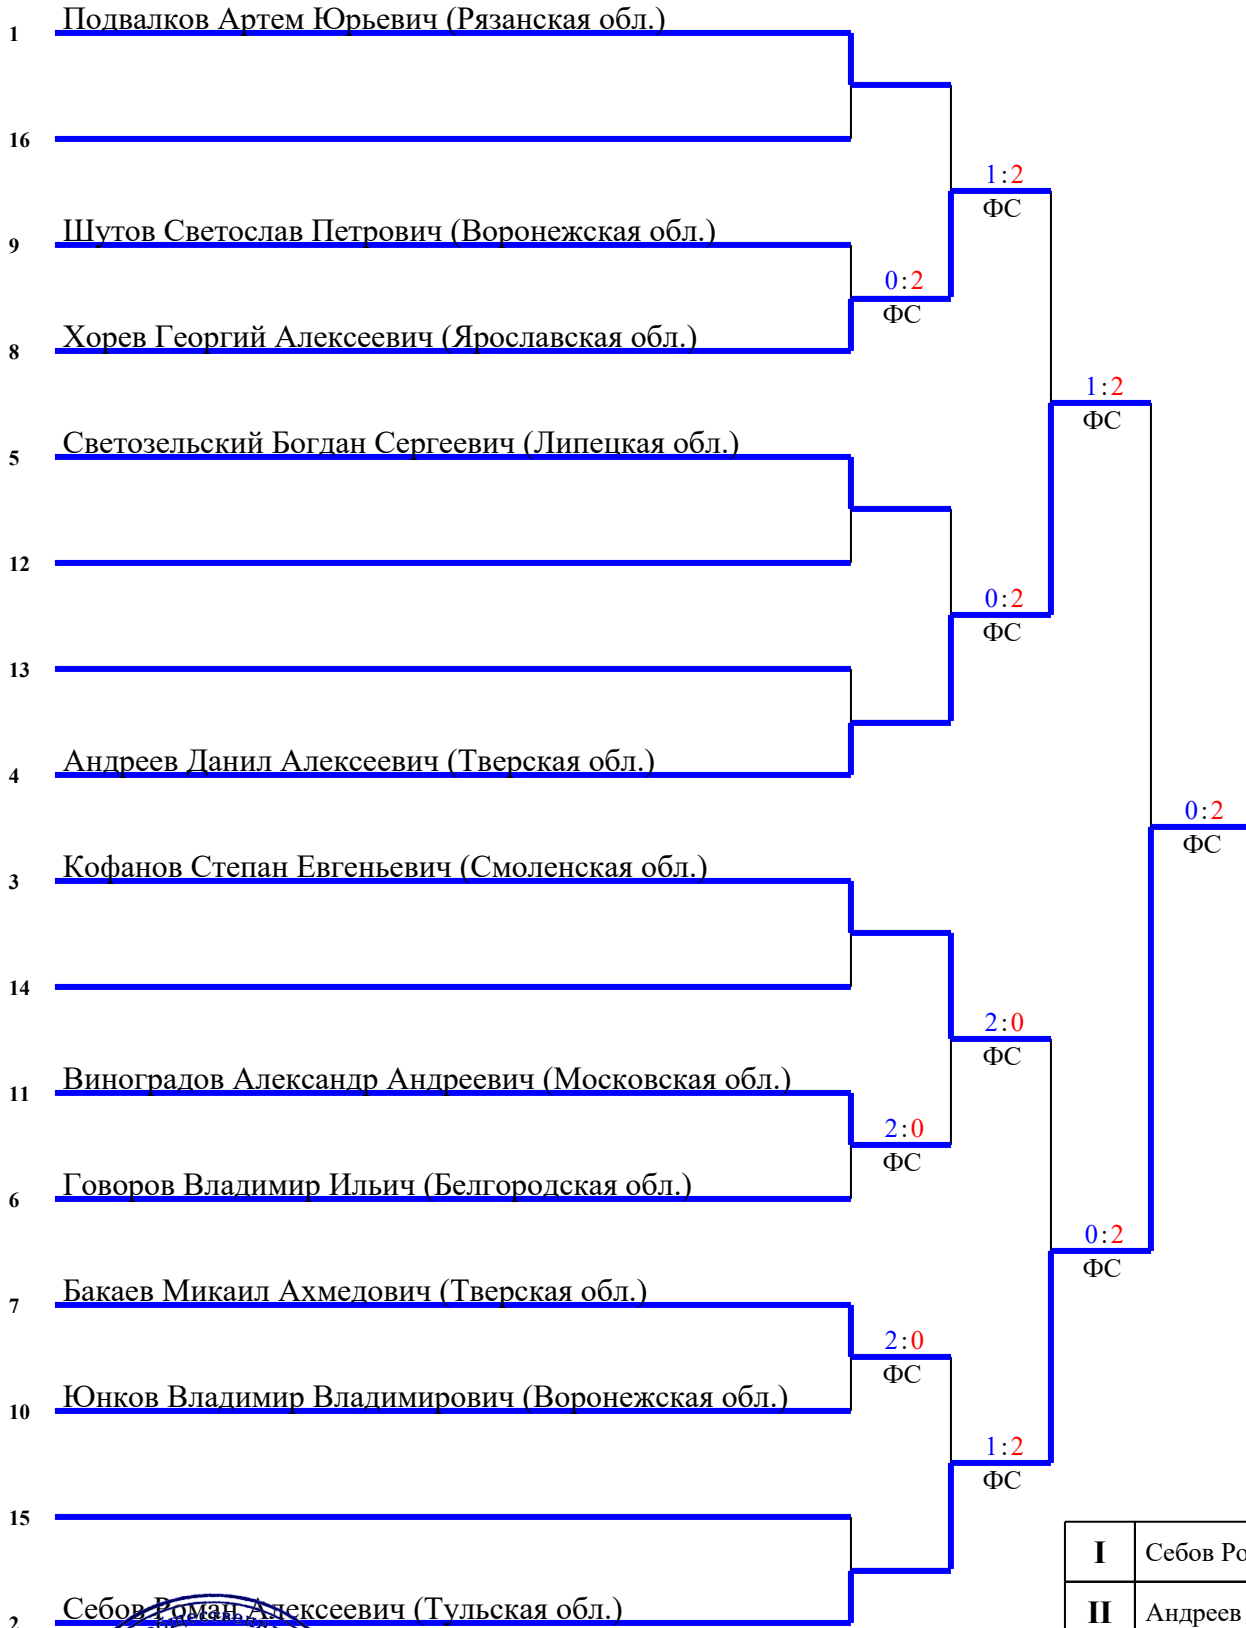 1 Подвалков Артем Юрьевич (Рязанская обл.)
16
1:2
ФС
9 Шутов Светослав Петрович (Воронежская обл.)
0:2
ФС
8 Хорев Георгий Алексеевич (Ярославская обл.)
1:2
ФС
5 Светозельский Богдан Сергеевич (Липецкая обл.)
12
0:2
ФС
13
4 Андреев Данил Алексеевич (Тверская обл.)
0:2
ФС
3 Кофанов Степан Евгеньевич (Смоленская обл.)
14
2:0
ФС
11 Виноградов Александр Андреевич (Московская обл.)
2:0
ФС
6 Говоров Владимир Ильич (Белгородская обл.)
0:2
ФС
7 Бакаев Микаил Ахмедович (Тверская обл.)
2:0
ФС
10 Юнков Владимир Владимирович (Воронежская обл.)
1:2
ФС
15
I Себов Ро
2 Себов Роман Алексеевич (Тульская обл.)
II Андреев